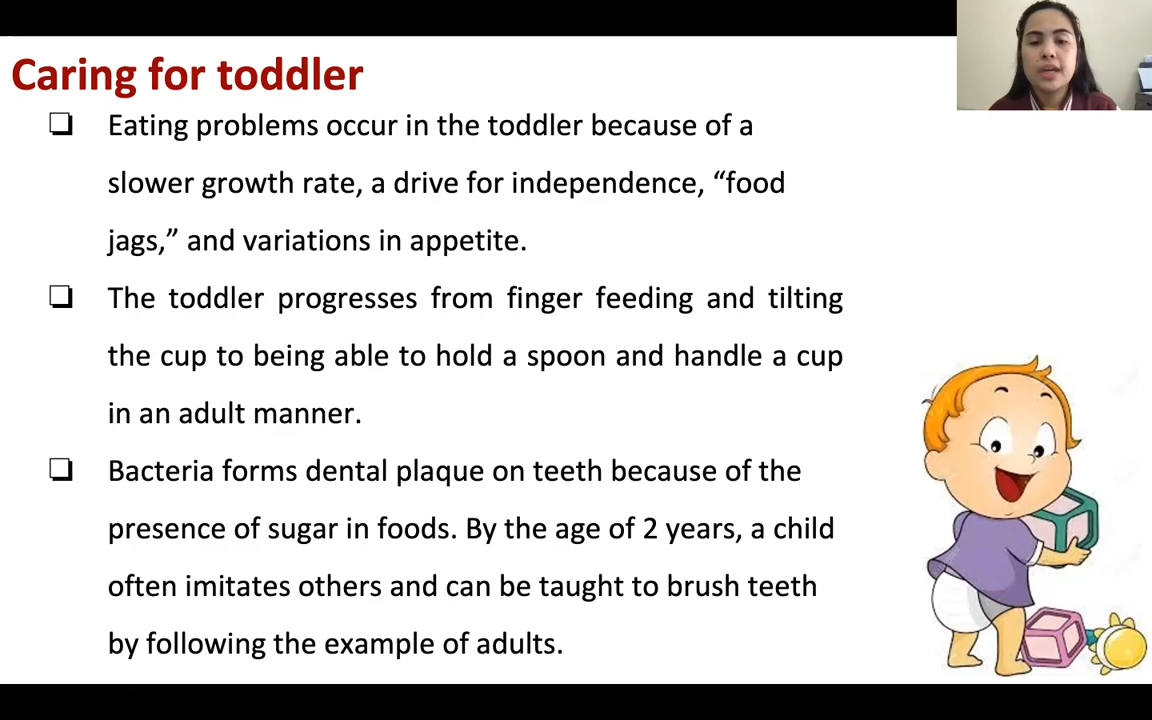 Caring for toddler
❏ Eating problems occur in the toddler because of a
slower growth rate, a drive for independence, “food
jags,” and variations in appetite.
❏ The toddler progresses from finger feeding and tilting
the cup to being able to hold a spoon and handle a cup
in an adult manner.
❏ Bacteria forms dental plaque on teeth because of the
presence of sugar in foods. By the age of 2 years, a child
often imitates others and can be taught to brush teeth
by following the example of adults.